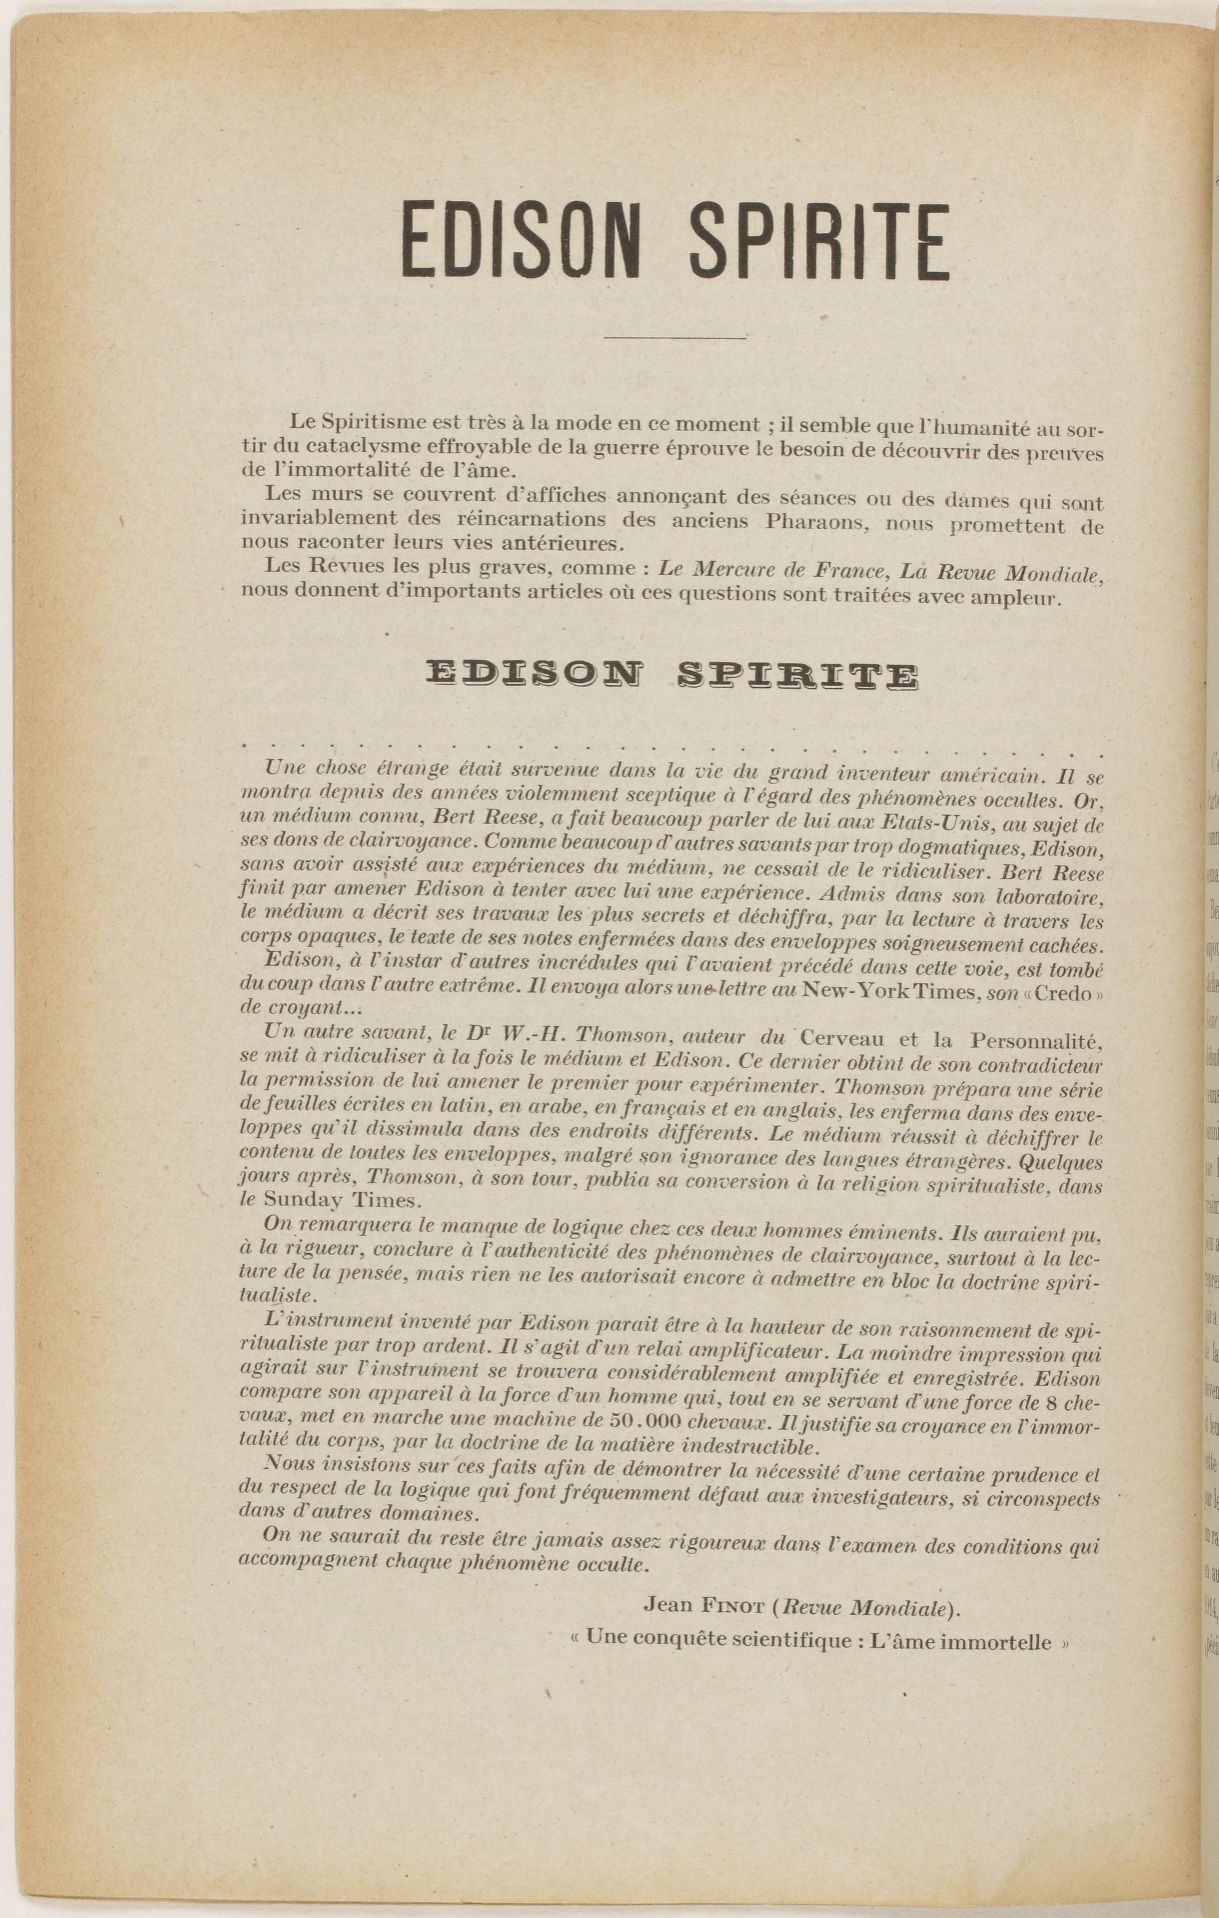 EDISON SPIRITE
Le Spiritisme est très à la mode en ce moment ; il semble que l'humanité au sor-
tir du cataclysme effroyable de la guerre éprouve le besoin de découvrir des preuves
de l'immortalité de l'âme.
Les murs se couvrent d'affiches annonçant des séances ou des dames qui sont
invariablement des réincarnations des anciens Pharaons, nous promettent de
nous raconter leurs vies antérieures.
Les Revues les plus graves, comme : Le Mercure de France, La Revue Mondiale,
nous donnent d'importants articles où ces questions sont traitées avec ampleur.
EDISON SPIRITE
. . . . . . . . . . . . . . . . . . . . . . . . . . . .
Une chose étrange était survenue dans la vie du grand inventeur américain. Il se
montra depuis des années violemment sceptique à l'égard des phénomènes occultes. Or,
un médium connu, Bert Reese, a fait beaucoup parler de lui aux Etats-Unis, au sujet de
ses dons de clairvoyance. Comme beaucoup d'autres savants par trop dogmatiques, Edison,
sans avoir assisté aux expériences du médium, ne cessait de le ridiculiser. Bert Reese
finit par amener Edison à tenter avec lui une expérience. Admis dans son laboratoire,
le médium a décrit ses travaux les plus secrets et déchiffra, par la lecture à travers les
corps opaques, le texte de ses notes enfermées dans des enveloppes soigneusement cachées.
Edison, à l'instar d'autres incrédules qui l'avaient précédé dans cette voie, est tombé
du coup dans l'autre extrême. Il envoya alors une lettre au New-York Times, son « Credo »
de croyant...
Un autre savant, le Dr W.-H. Thomson, auteur du Cerveau et la Personnalité,
se mit à ridiculiser à la fois le médium et Edison. Ce dernier obtint de son contradicteur
la permission de lui amener le premier pour expérimenter. Thomson prépara une série
de feuilles écrites en latin, en arabe, en français et en anglais, les enferma dans des enve-
loppes qu'il dissimula dans des endroits différents. Le médium réussit à déchiffrer le
contenu de toutes les enveloppes, malgré son ignorance des langues étrangères. Quelques
jours après, Thomson, à son tour, publia sa conversion à la religion spiritualiste, dans
le Sunday Times.
On remarquera le manque de logique chez ces deux hommes éminents. Ils auraient pu,
à la rigueur, conclure à l'authenticité des phénomènes de clairvoyance, surtout à la lec-
ture de la pensée, mais rien ne les autorisait encore à admettre en bloc la doctrine spiri-
tualiste.
L'instrument inventé par Edison parait être à la hauteur de son raisonnement de spi-
ritualiste par trop ardent. Il s'agit d'un relai amplificateur. La moindre impression qui
agirait sur l'instrument se trouvera considérablement amplifiée et enregistrée. Edison
compare son appareil à la force d'un homme qui, tout en se servant d'une force de 8 che-
vaux, met en marche une machine de 50.000 chevaux. Il justifie sa croyance en l'immor-
talité du corps, par la doctrine de la matière indestructible.
Nous insistons sur ces faits afin de démontrer la nécessité d'une certaine prudence et
du respect de la logique qui font fréquemment défaut aux investigateurs, si circonspects
dans d'autres domaines.
On ne saurait du reste être jamais assez rigoureux dans l'examen des conditions qui
accompagnent chaque phénomène occulte.
Jean FINOT (Revue Mondiale).
« Une conquête scientifique : L'âme immortelle »